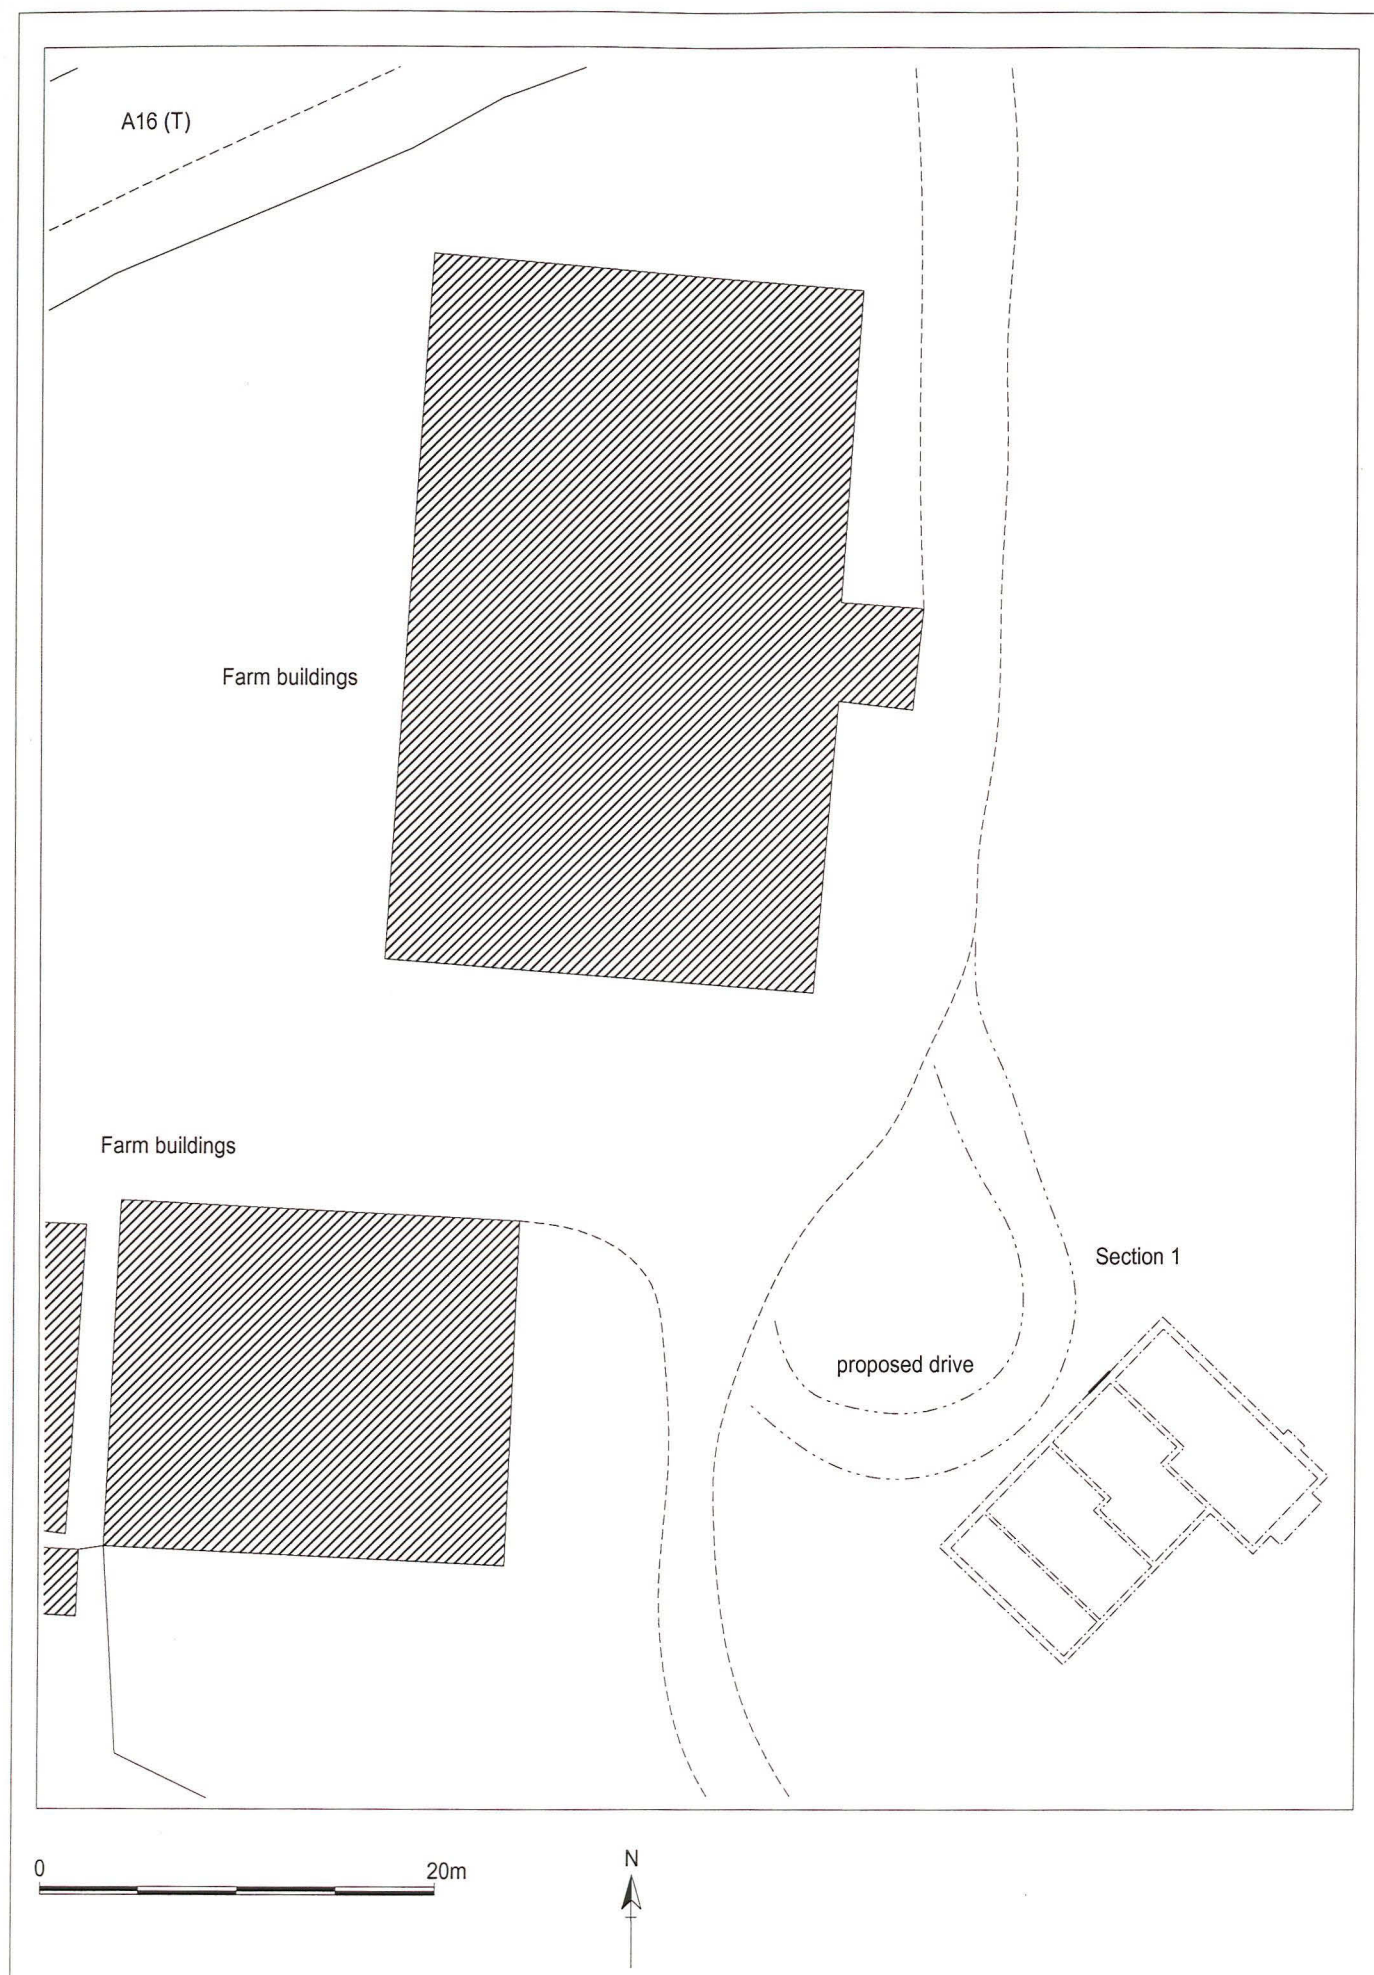 A16 (T)
Farm buildings
Farm buildings
Section 1
proposed drive
0
20m
N